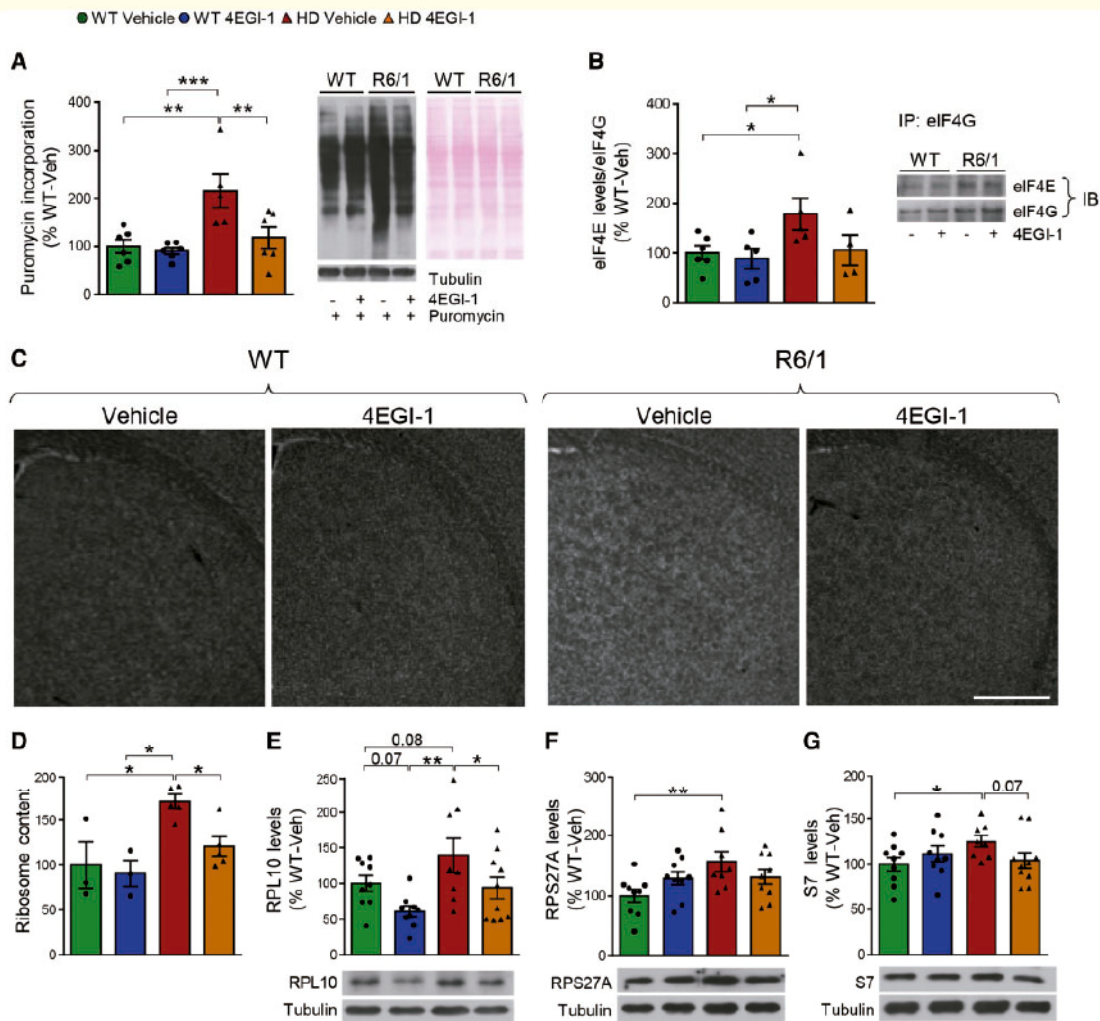 WT Vehicle WT 4EGI-1 HD Vehicle HD 4EGI-1
A
Puromycin incorporation
(% WT-Veh)
400
300
200
100
0
***
** **
WT R6/1 WT R6/1
Tubulin
- + - + 4EGI-1
+ + + + Puromycin
B
eIF4E levels/eIF4G
(% WT-Veh)
400
300
200
100
0
*
*
IP: eIF4G
WT R6/1
eIF4E
eIF4G
IB
- + - + 4EGI-1
C
WT R6/1
Vehicle 4EGI-1 Vehicle 4EGI-1
D
Ribosome content
200
150
100
50
0
*
* *
E
RPL10 levels
(% WT-Veh)
250
200
150
100
50
0
0.08
0.07 ** *
RPL10
Tubulin
F
RPS27A levels
(% WT-Veh)
300
200
100
0
**
RPS27A
Tubulin
G
S7 levels
(% WT-Veh)
200
150
100
50
0
* 0.07
S7
Tubulin